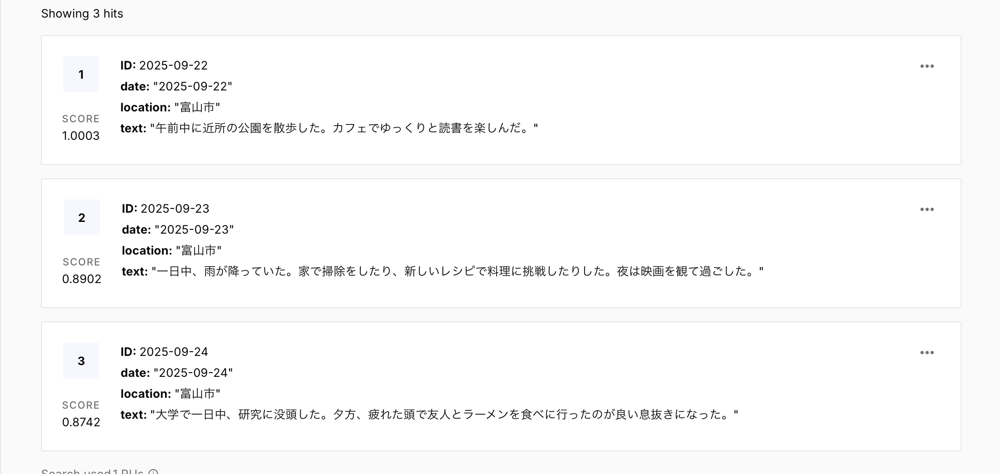 Showing 3 hits
1
ID: 2025-09-22
date: "2025-09-22"
location: "富山市"
SCORE
text: "午前中に近所の公園を散歩した。カフェでゆっくりと読書を楽しんだ。"
1.0003
2
ID: 2025-09-23
date: "2025-09-23"
location: "富山市"
SCORE
text: "一日中、雨が降っていた。家で掃除をしたり、新しいレシピで料理に挑戦したりした。夜は映画を観て過ごした。"
0.8902
3
ID: 2025-09-24
date: "2025-09-24"
location: "富山市"
SCORE
text: "大学で一日中、研究に没頭した。夕方、疲れた頭で友人とラーメンを食べに行ったのが良い息抜きになった。"
0.8742
Search used 1 RUs